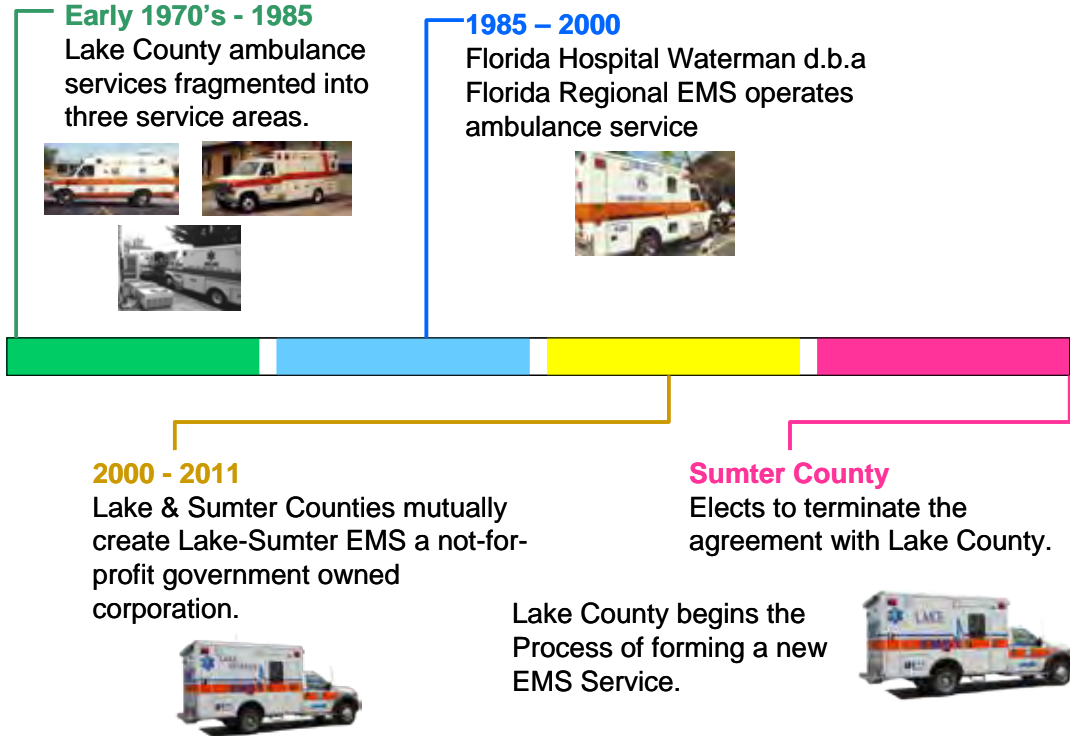 Early 1970's - 1985
Lake County ambulance
services fragmented into
three service areas.
1985 – 2000
Florida Hospital Waterman d.b.a
Florida Regional EMS operates
ambulance service
2000 - 2011
Lake & Sumter Counties mutually
create Lake-Sumter EMS a not-for-
profit government owned
corporation.
Sumter County
Elects to terminate the
agreement with Lake County.
Lake County begins the
Process of forming a new
EMS Service.
LAKE
LAKE